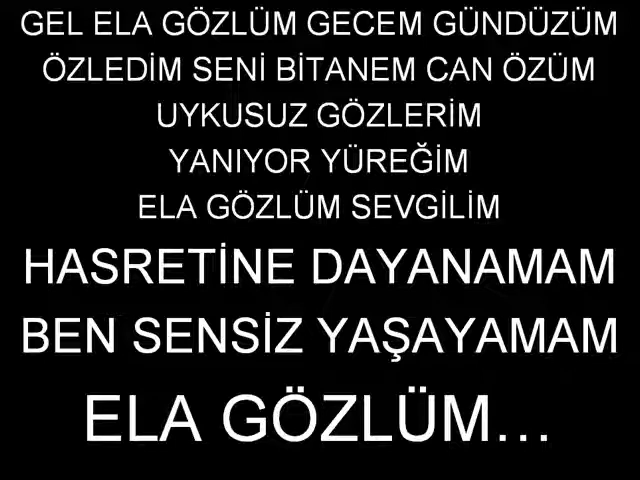 GEL ELA GÖZLÜM GECEM GÜNDÜZÜM
ÖZLEDİM SENİ BİTANEM CAN ÖZÜM
UYKUSUZ GÖZLERİM
YANIYOR YÜREĞİM
ELA GÖZLÜM SEVGİLİM
HASRETİNE DAYANAMAM
BEN SENSİZ YAŞAYAMAM
ELA GÖZLÜM...